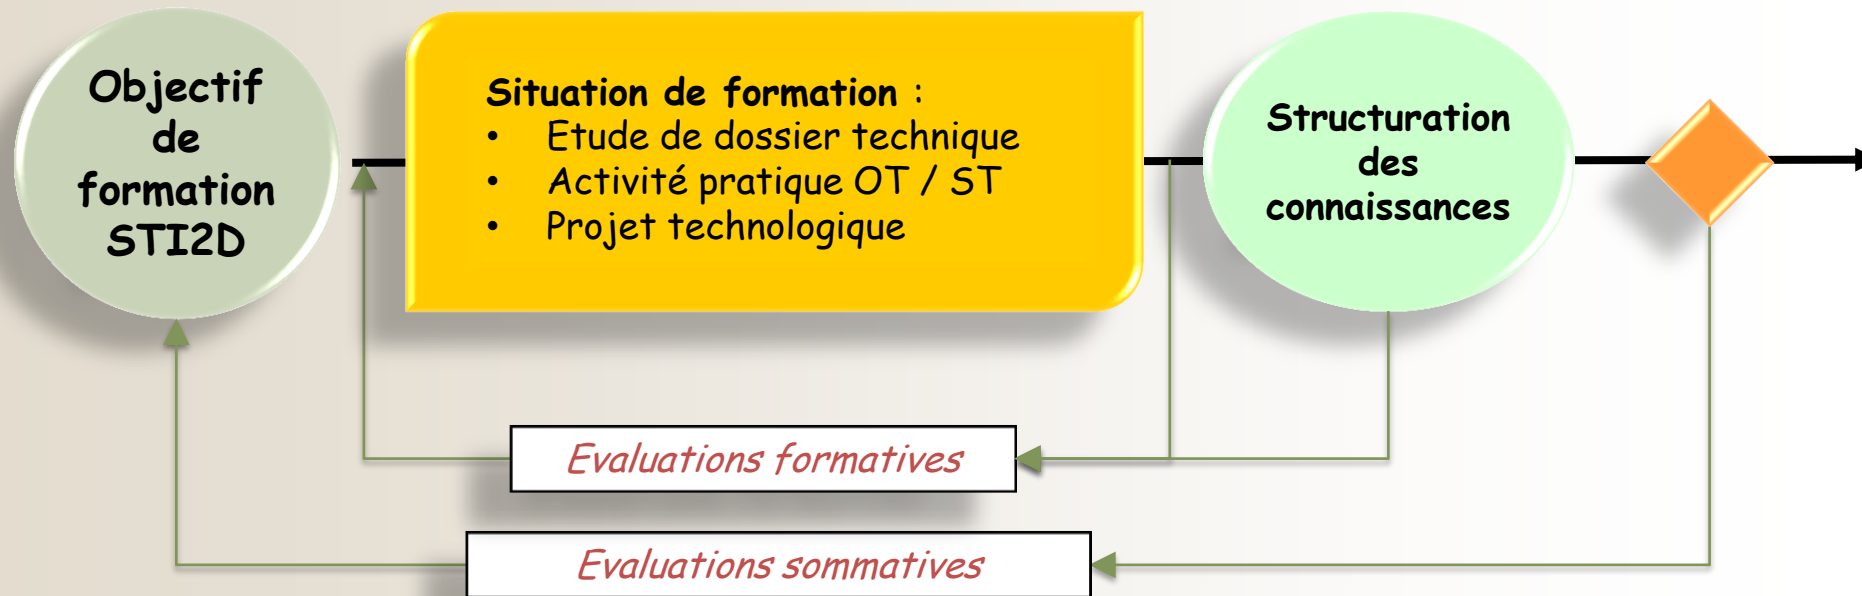 Objectif
de
formation
STI2D
Situation de formation :
• Etude de dossier technique
• Activité pratique OT / ST
• Projet technologique
Structuration
des
connaissances
Evaluations formatives
Evaluations sommatives